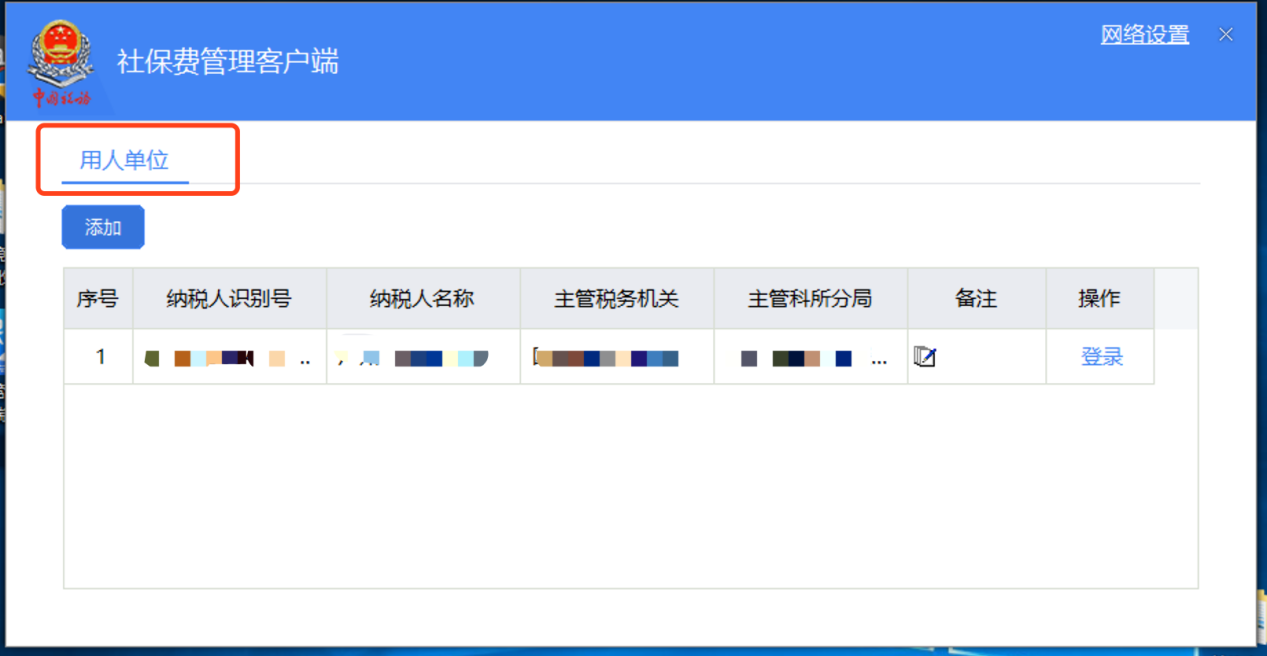 网络设置
社保费管理客户端
中国税务
用人单位
添加
序号 纳税人识别号 纳税人名称 主管税务机关 主管科所分局 备注 操作
1 .. ... 登录